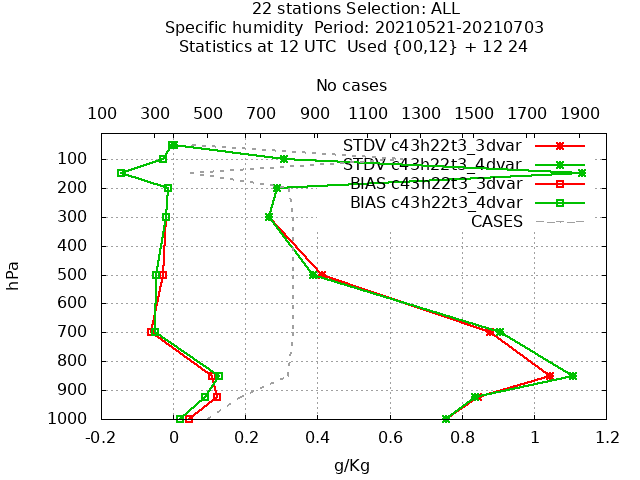 22 stations Selection: ALL
Specific humidity  Period: 20210521-20210703
Statistics at 12 UTC  Used {00,12} + 12 24
No cases
100 300 500 700 900 1100 1300 1500 1700 1900
STDV c43h22t3_3dvar
STDV c43h22t3_4dvar
BIAS c43h22t3_3dvar
BIAS c43h22t3_4dvar
CASES
100
200
300
400
500
600
700
800
900
1000
hPa
-0.2 0 0.2 0.4 0.6 0.8 1 1.2
g/Kg